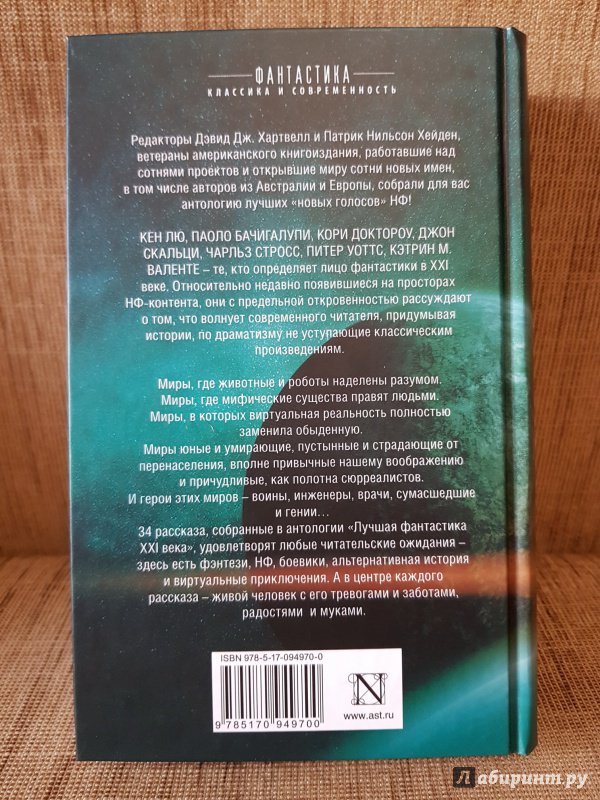 ФАНТАСТИКА
КЛАССИКА И СОВРЕМЕННОСТЬ
Редакторы Дэвид Дж. Хартвелл и Патрик Нильсон Хейден,
ветераны американского книгоиздания, работавшие над
сотнями проектов и открывшие миру сотни новых имен,
в том числе авторов из Австралии и Европы, собрали для вас
антологию лучших «новых голосов» НФ!
КЕН ЛЮ, ПАОЛО БАЧИГАЛУПИ, КОРИ ДОКТОРОУ, ДЖОН
СКАЛЬЦИ, ЧАРЛЬЗ СТРОСС, ПИТЕР УОТТС, КЭТРИН М.
ВАЛЕНТЕ – те, кто определяет лицо фантастики в XXI
веке. Относительно недавно появившиеся на просторах
НФ-контента, они с предельной откровенностью рассуждают
о том, что волнует современного читателя, придумывая
истории, по драматизму не уступающие классическим
произведениям.
Миры, где животные и роботы наделены разумом.
Миры, где мифические существа правят людьми.
Миры, в которых виртуальная реальность полностью
заменила обыденную.
Миры юные и умирающие, пустынные и страдающие от
перенаселения, вполне привычные нашему воображению
и причудливые, как полотна сюрреалистов.
И герои этих миров – воины, инженеры, врачи, сумасшедшие
и гении...
34 рассказа, собранные в антологии «Лучшая фантастика
XXI века», удовлетворят любые читательские ожидания –
здесь есть фэнтези, НФ, боевики, альтернативная история
и виртуальные приключения. А в центре каждого
рассказа – живой человек с его тревогами и заботами,
радостями и муками.
ISBN 978-5-17-094970-0
9 785170 949700
N
www.ast.ru
Лабиринт.ру